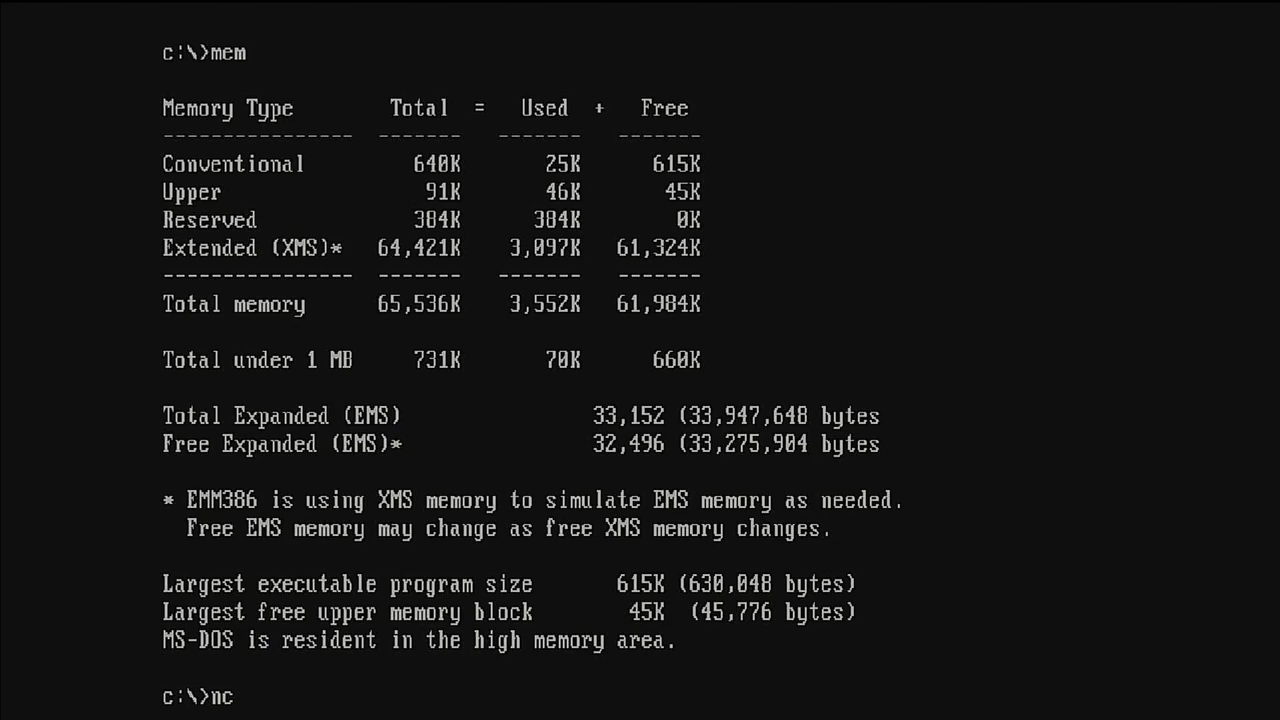 c:\>mem
Memory Type Total = Used + Free
---------------- ------- ------- -------
Conventional 640K 25K 615K
Upper 91K 46K 45K
Reserved 384K 384K 0K
Extended (XMS)* 64,421K 3,097K 61,324K
---------------- ------- ------- -------
Total memory 65,536K 3,552K 61,984K
Total under 1 MB 731K 70K 660K
Total Expanded (EMS) 33,152 (33,947,648 bytes
Free Expanded (EMS)* 32,496 (33,275,904 bytes
* EMM386 is using XMS memory to simulate EMS memory as needed.
Free EMS memory may change as free XMS memory changes.
Largest executable program size 615K (630,048 bytes)
Largest free upper memory block 45K (45,776 bytes)
MS-DOS is resident in the high memory area.
c:\>nc